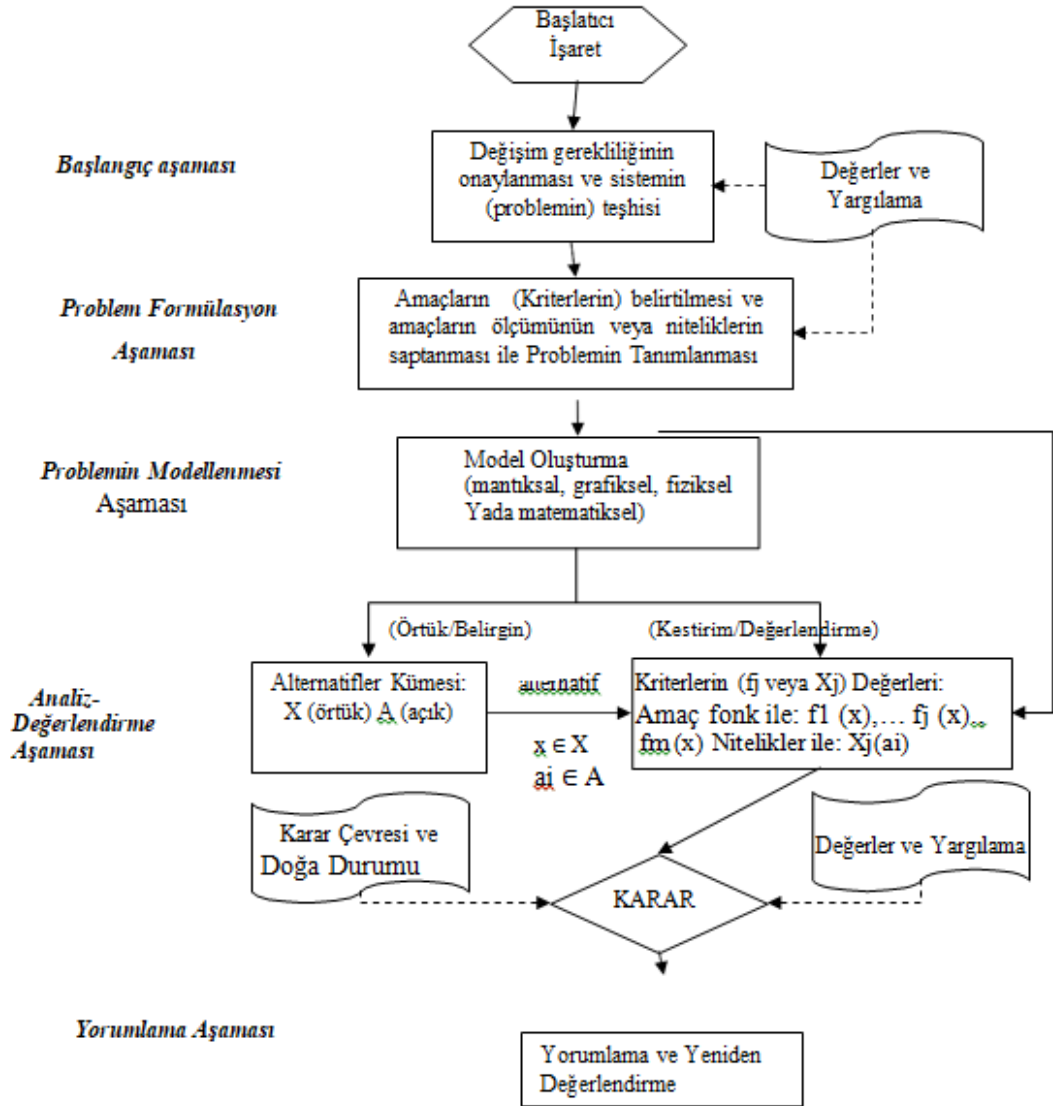 Başlatıcı
İşaret
Başlangıç aşaması
Değişim gerekliliğinin
onaylanması ve sistemin
(problemin) teşhisi
Değerler ve
Yargılama
Problem Formülasyon
Aşaması
Amaçların (Kriterlerin) belirtilmesi ve
amaçların ölçümünün veya niteliklerin
saptanması ile Problemin Tanımlanması
Problemin Modellenmesi
Aşaması
Model Oluşturma
(mantıksal, grafiksel, fiziksel
Yada matematiksel)
(Örtük/Belirgin)
(Kestirim/Değerlendirme)
Analiz-
Değerlendirme
Aşaması
Alternatifler Kümesi:
X (örtük) A (açık)
alternatif
x ∈ X
ai ∈ A
Kriterlerin (fj veya Xj) Değerleri:
Amaç fonk ile: f1 (x),... fj (x)..
fm (x) Nitelikler ile: Xj(ai)
Karar Çevresi ve
Doğa Durumu
Değerler ve Yargılama
KARAR
Yorumlama Aşaması
Yorumlama ve Yeniden
Değerlendirme